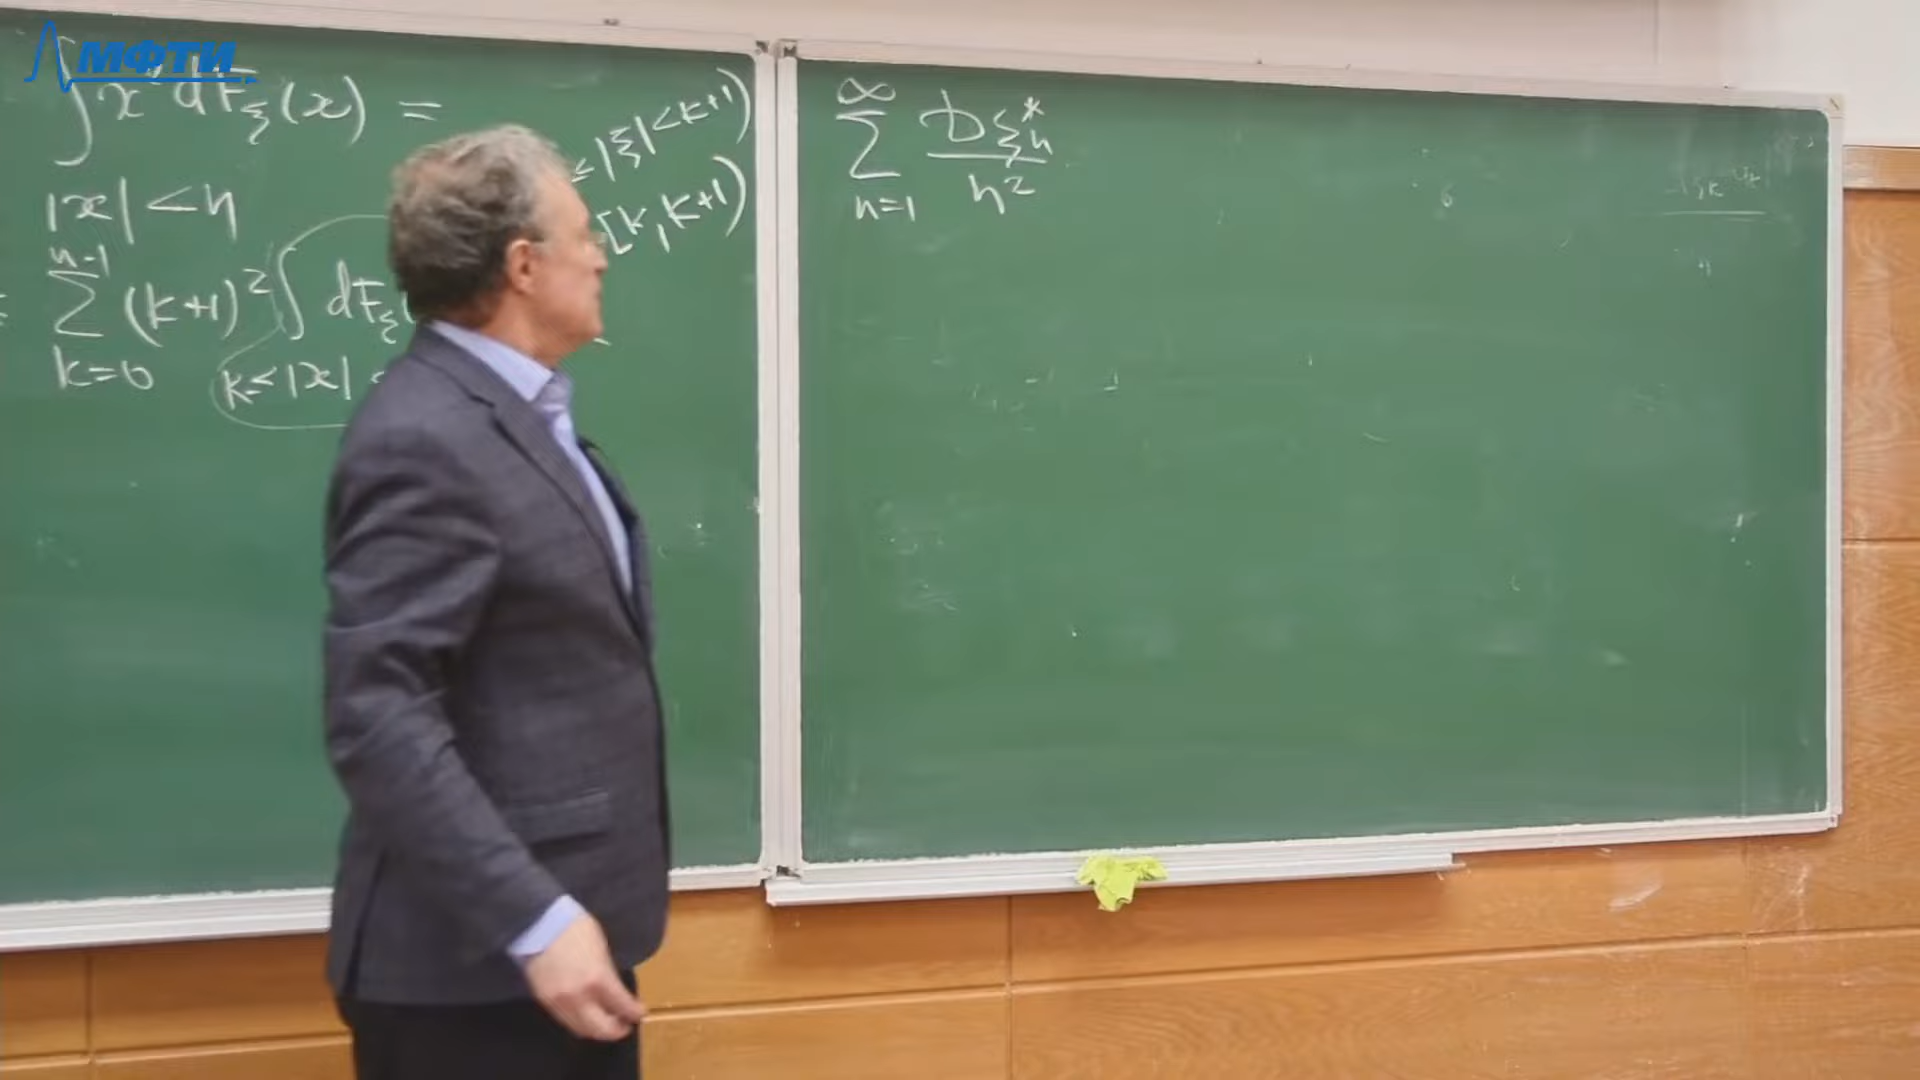 МФТИ
∫ x² dF_ξ(x) =
|x| < n
≤ |ξ| < k+1)
[k, k+1)
n-1
∑ (k+1)² ∫ dF_ξ(
k=0 k ≤ |x| <
∞
∑ Dξ*_n / n²
n=1